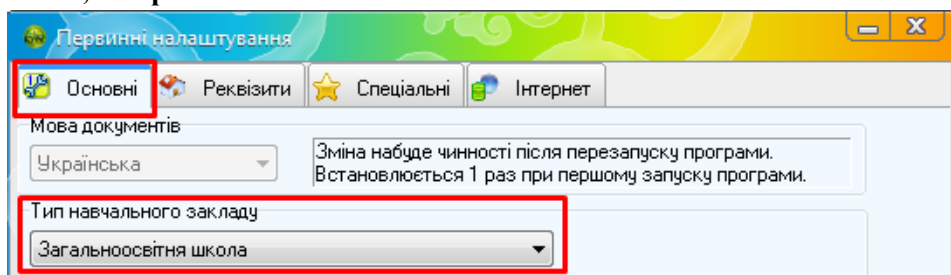 Первинні налаштування
Основні Реквізити Спеціальні Інтернет
Мова документів
Українська
Зміна набуде чинності після перезапуску програми.
Встановлюється 1 раз при першому запуску програми.
Тип навчального закладу
Загальноосвітня школа